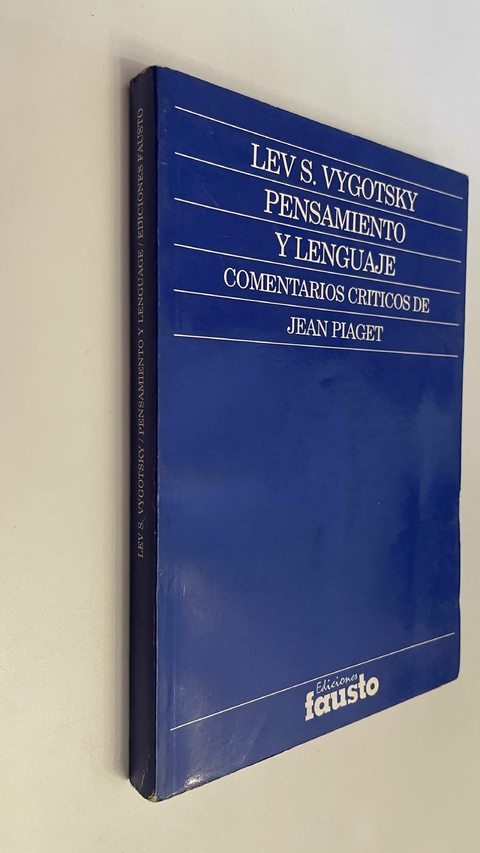 LEV S. VYGOTSKY
PENSAMIENTO
Y LENGUAJE
COMENTARIOS CRITICOS DE
JEAN PIAGET
Ediciones
fausto
LEV S. VYGOTSKY / PENSAMIENTO Y LENGUAGE / EDICIONES FAUSTO